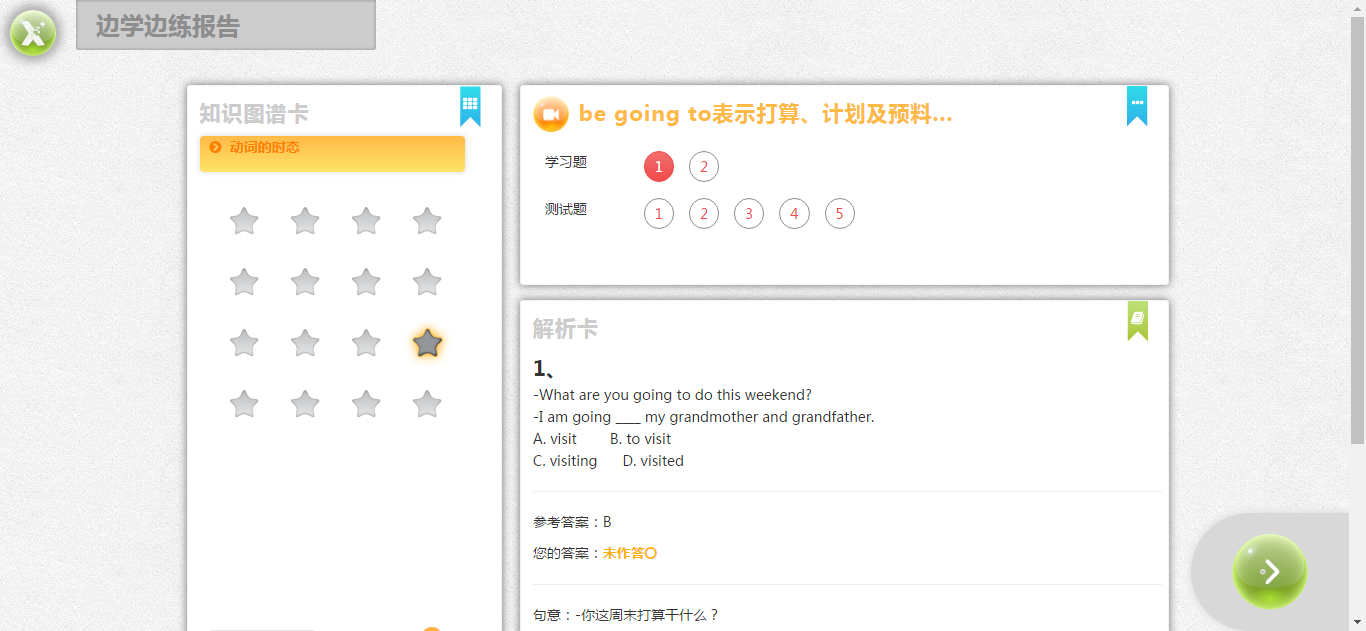 边学边练报告
知识图谱卡
动词的时态
be going to表示打算、计划及预料...
学习题 1 2
测试题 1 2 3 4 5
解析卡
1、
-What are you going to do this weekend?
-I am going ____ my grandmother and grandfather.
A. visit B. to visit
C. visiting D. visited
参考答案：B
您的答案：未作答
句意：-你这周末打算干什么？